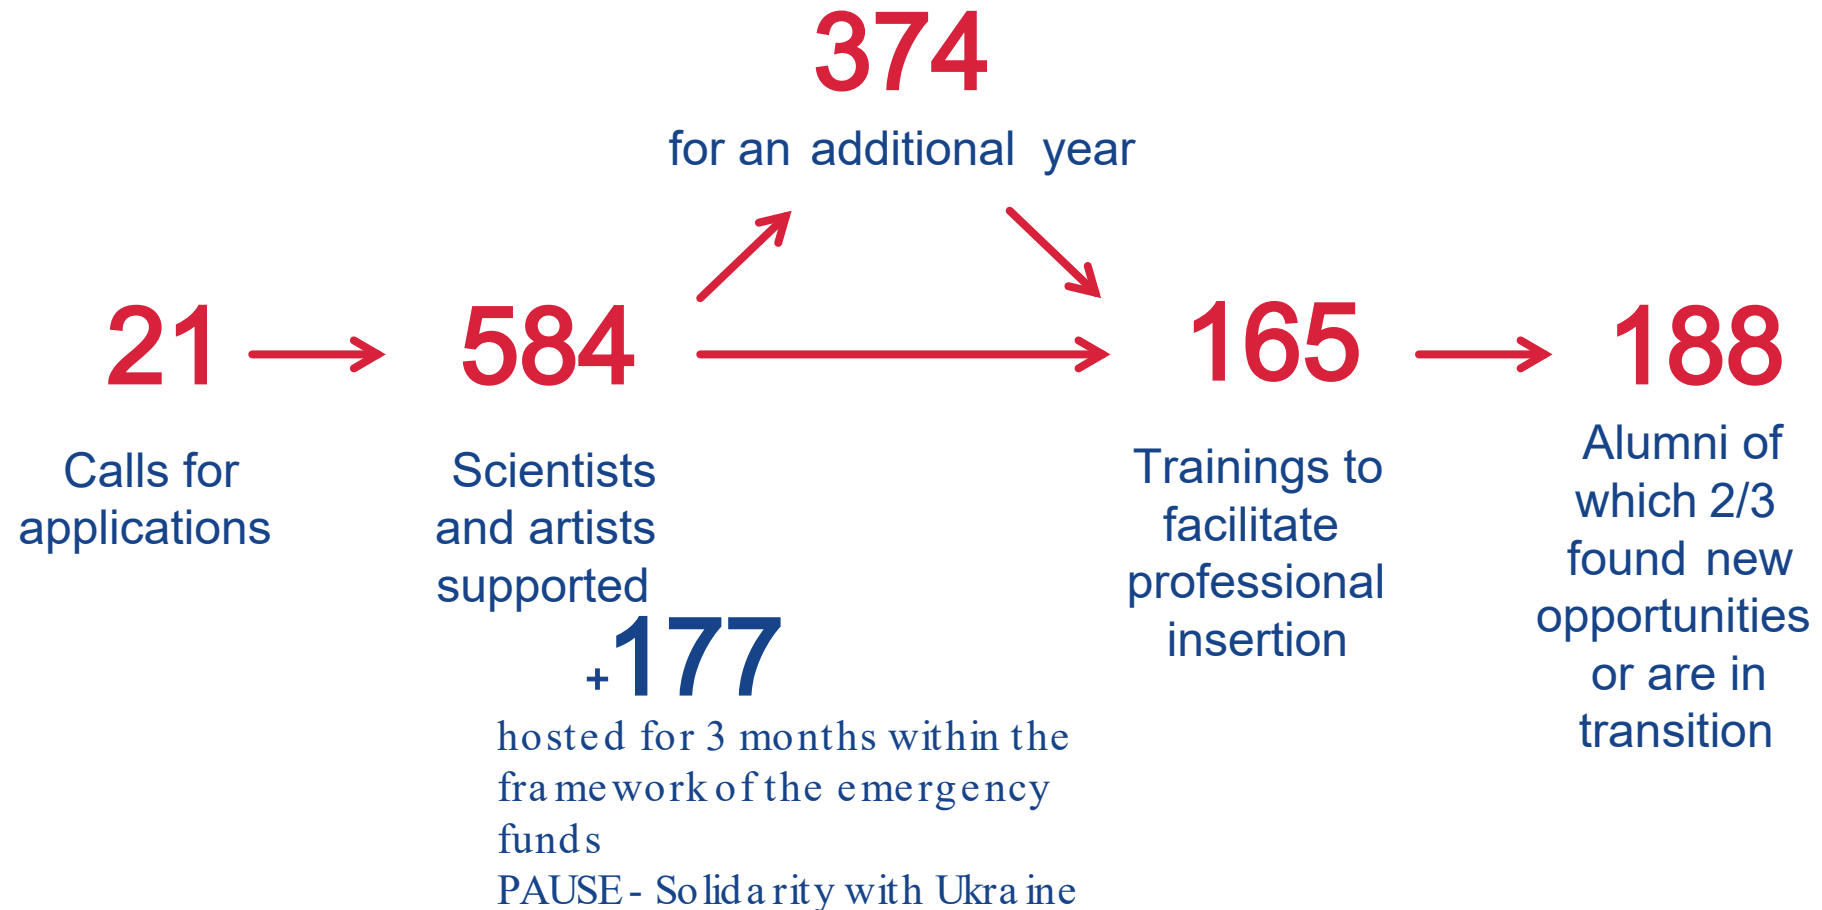 374
for an additional year
21
Calls for
applications
584
Scientists
and artists
supported
+177
hosted for 3 months within the
framework of the emergency
funds
PAUSE - Solidarity with Ukraine
165
Trainings to
facilitate
professional
insertion
188
Alumni of
which 2/3
found new
opportunities
or are in
transition